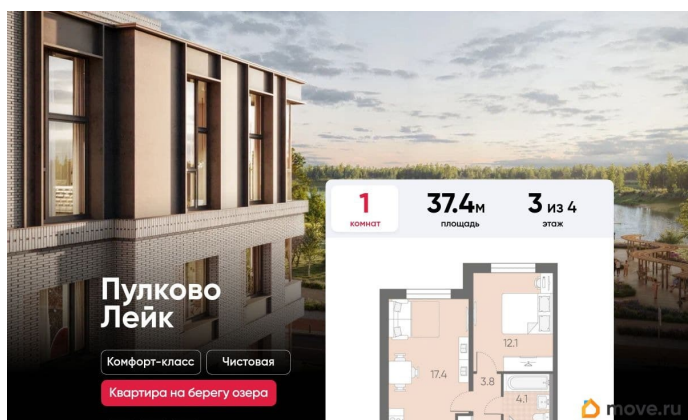 1
комнат
37.4м
площадь
3 из 4
этаж
Пулково
Лейк
Комфорт-класс
Чистовая
Квартира на берегу озера
12.1
17.4
3.8
4.1
move.ru